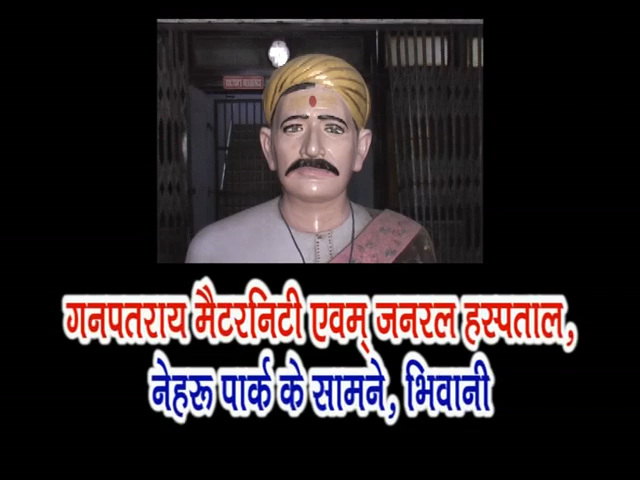 गनपतराय मैटरनिटी एवम् जनरल हस्पताल,
नेहरू पार्क के सामने, भिवानी